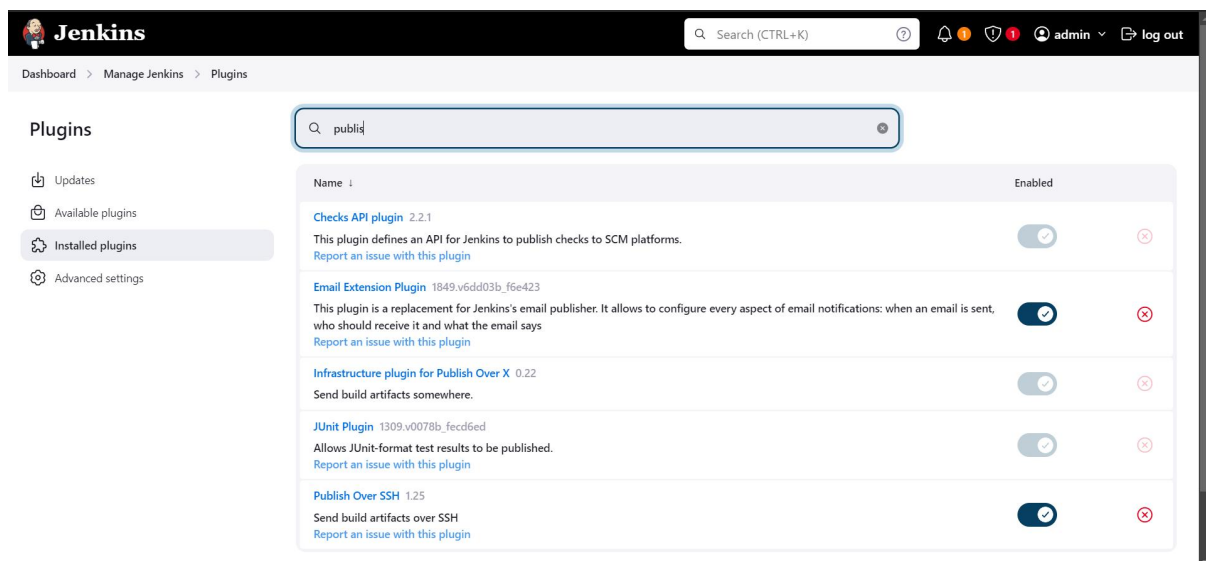 Jenkins
Search (CTRL+K)
1
1
admin
log out
Dashboard > Manage Jenkins > Plugins
Plugins
publis
Updates
Available plugins
Installed plugins
Advanced settings
Name ↓ Enabled
Checks API plugin 2.2.1
This plugin defines an API for Jenkins to publish checks to SCM platforms.
Report an issue with this plugin
Email Extension Plugin 1849.v6dd03b_f6e423
This plugin is a replacement for Jenkins's email publisher. It allows to configure every aspect of email notifications: when an email is sent,
who should receive it and what the email says
Report an issue with this plugin
Infrastructure plugin for Publish Over X 0.22
Send build artifacts somewhere.
JUnit Plugin 1309.v0078b_fecd6ed
Allows JUnit-format test results to be published.
Report an issue with this plugin
Publish Over SSH 1.25
Send build artifacts over SSH
Report an issue with this plugin